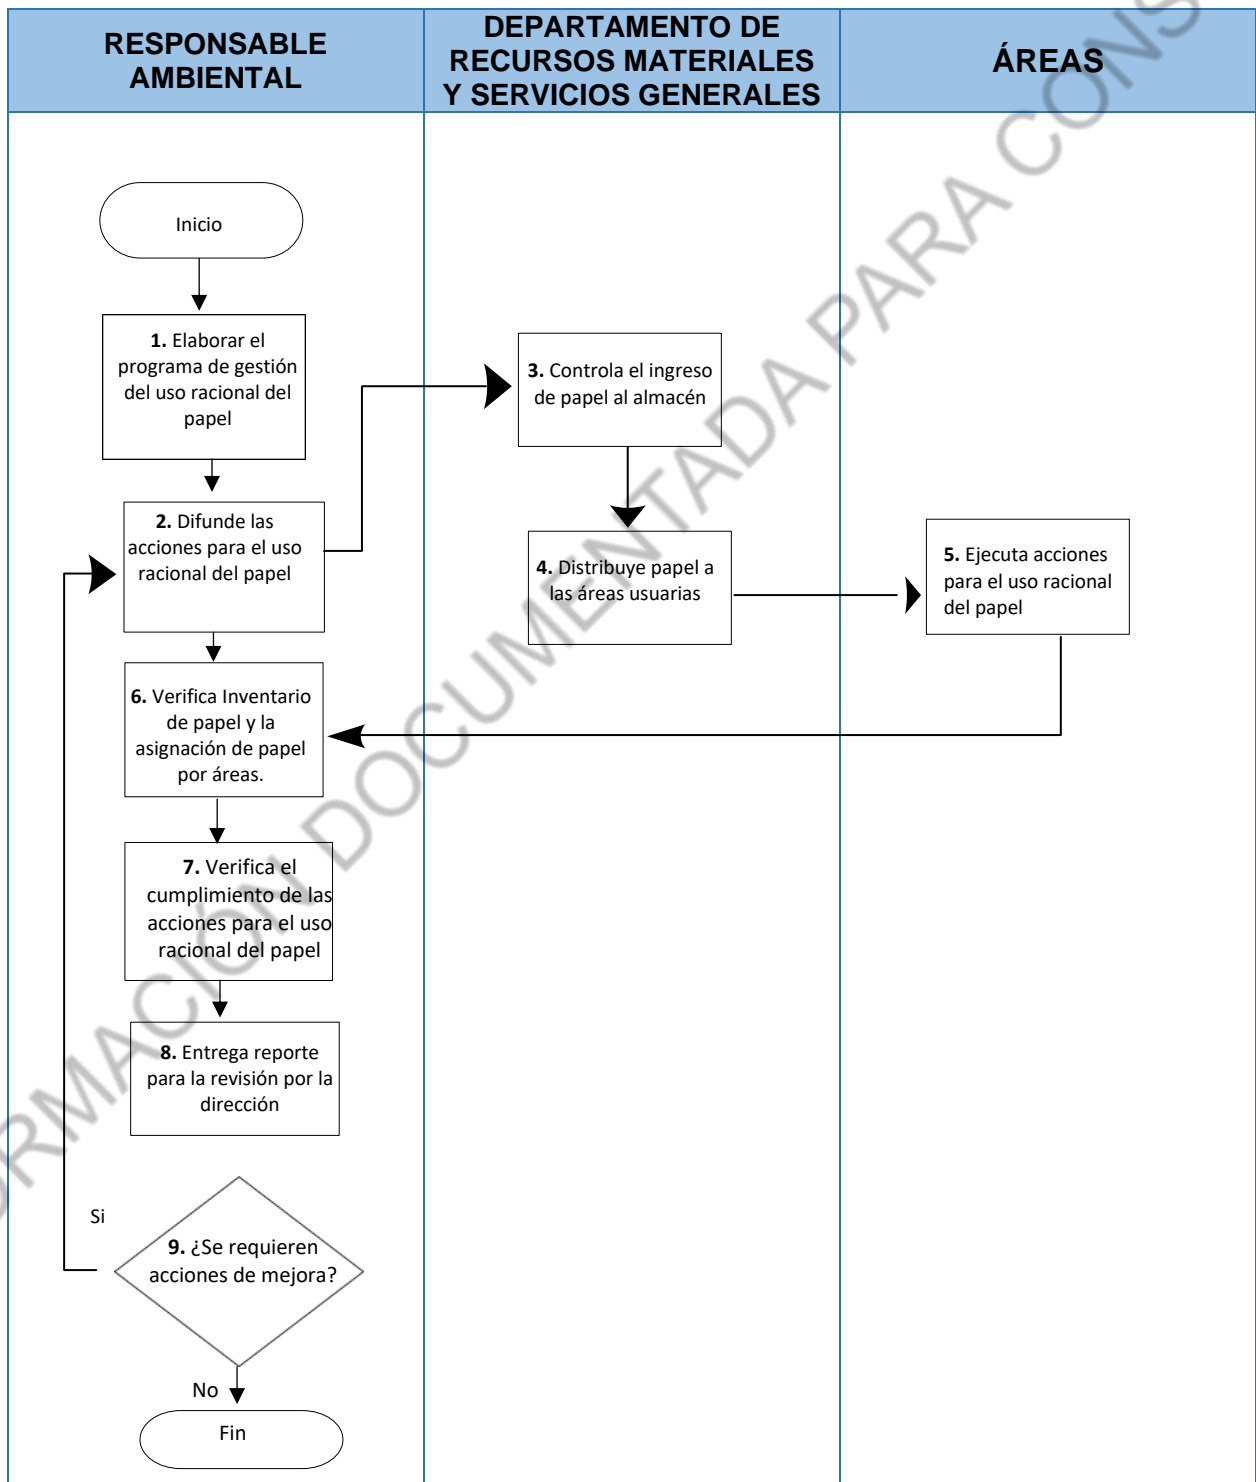 RESPONSABLE
AMBIENTAL
DEPARTAMENTO DE
RECURSOS MATERIALES
Y SERVICIOS GENERALES
ÁREAS
Inicio
1. Elaborar el
programa de gestión
del uso racional del
papel
2. Difunde las
acciones para el uso
racional del papel
3. Controla el ingreso
de papel al almacén
4. Distribuye papel a
las áreas usuarias
5. Ejecuta acciones
para el uso racional
del papel
6. Verifica Inventario
de papel y la
asignación de papel
por áreas.
7. Verifica el
cumplimiento de las
acciones para el uso
racional del papel
8. Entrega reporte
para la revisión por la
dirección
Si
9. ¿Se requieren
acciones de mejora?
No
Fin
ORMACIÓN DOCUMENTADA PARA CONS